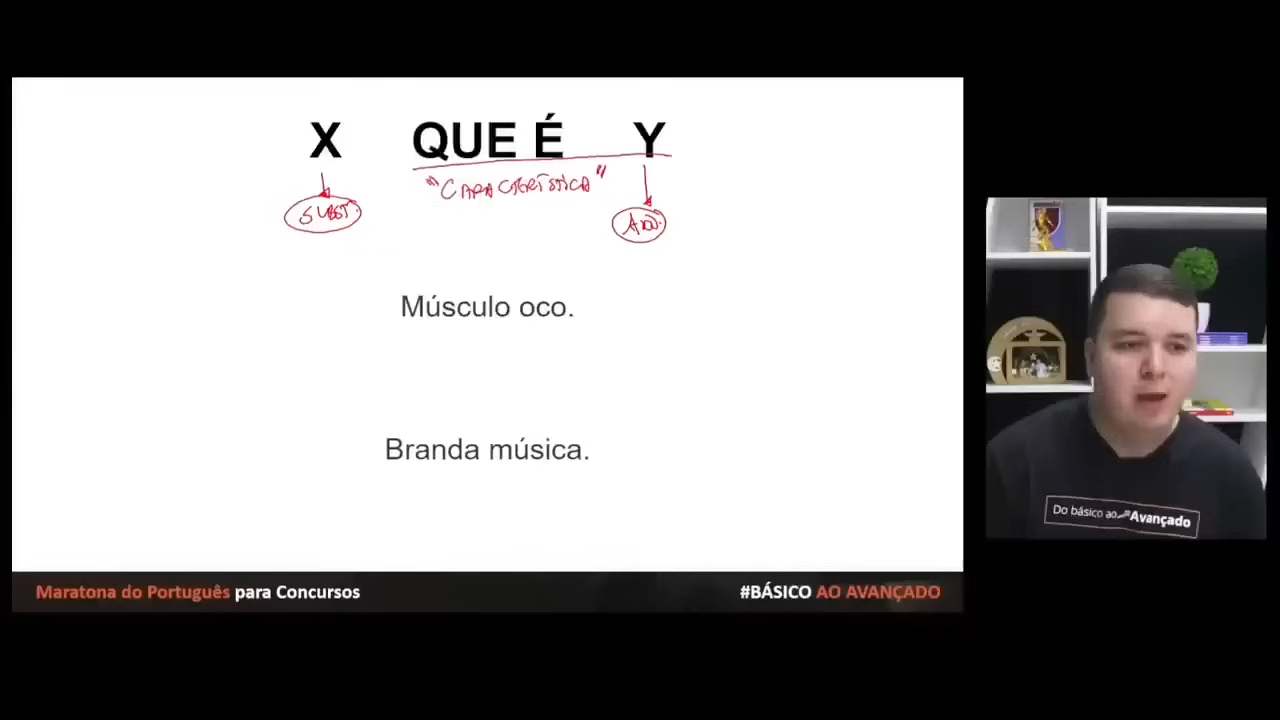 X QUE É Y
"CARACTERÍSTICA"
SUBST.
ADJ.
Músculo oco.
Branda música.
Do básico ao Avançado
Maratona do Português para Concursos
#BÁSICO AO AVANÇADO